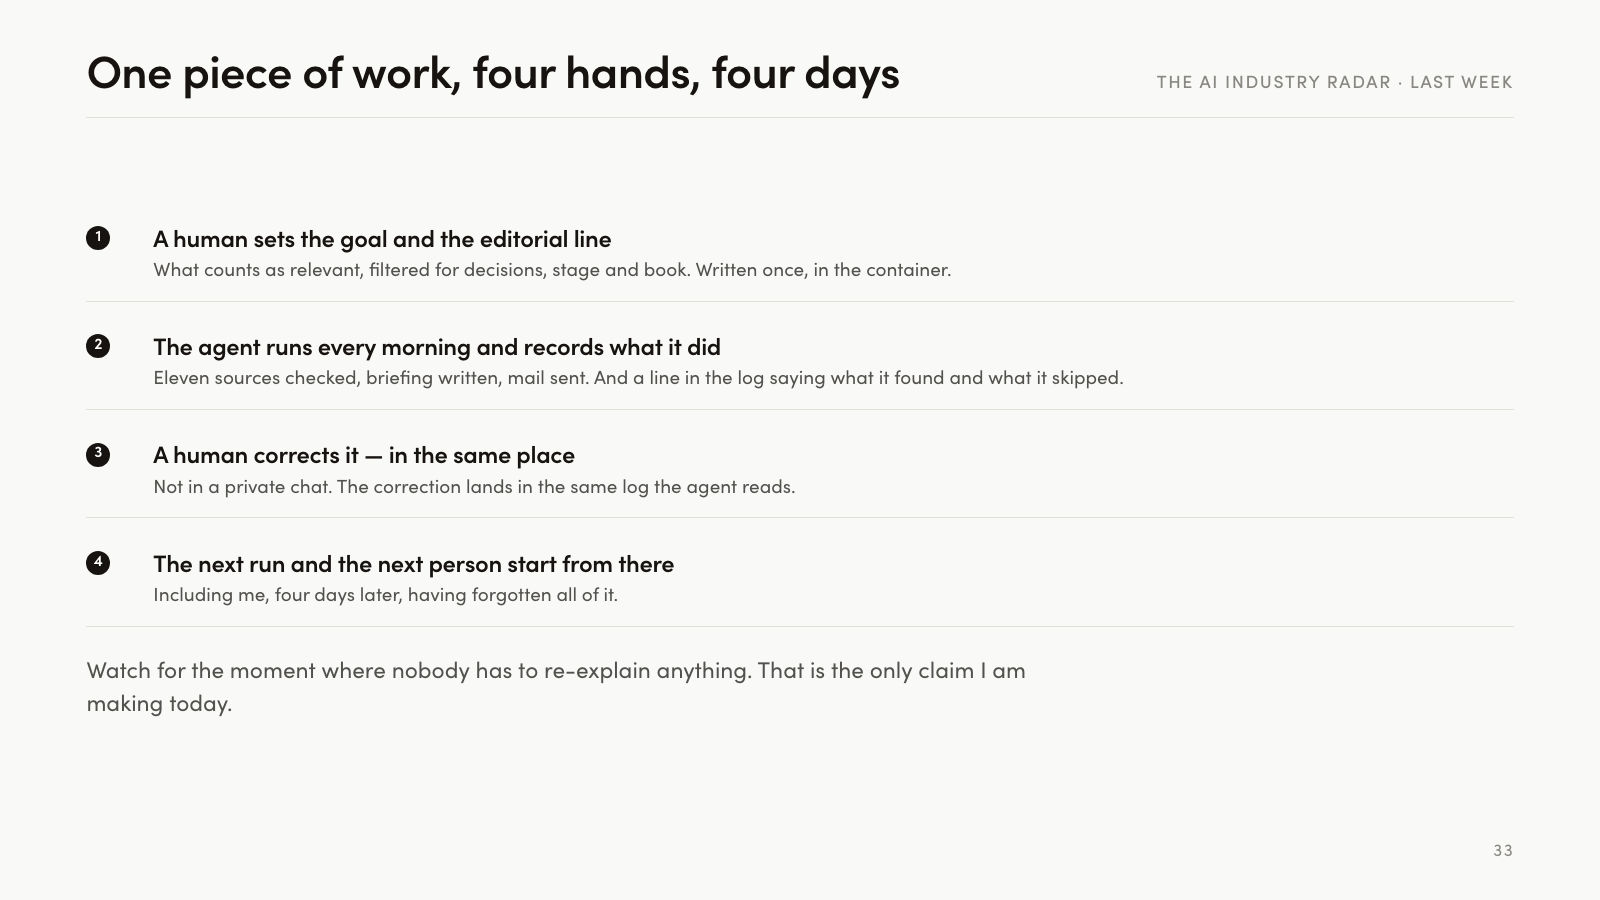 One piece of work, four hands, four days
THE AI INDUSTRY RADAR · LAST WEEK
1
A human sets the goal and the editorial line
What counts as relevant, filtered for decisions, stage and book. Written once, in the container.
2
The agent runs every morning and records what it did
Eleven sources checked, briefing written, mail sent. And a line in the log saying what it found and what it skipped.
3
A human corrects it — in the same place
Not in a private chat. The correction lands in the same log the agent reads.
4
The next run and the next person start from there
Including me, four days later, having forgotten all of it.
Watch for the moment where nobody has to re-explain anything. That is the only claim I am
making today.
33